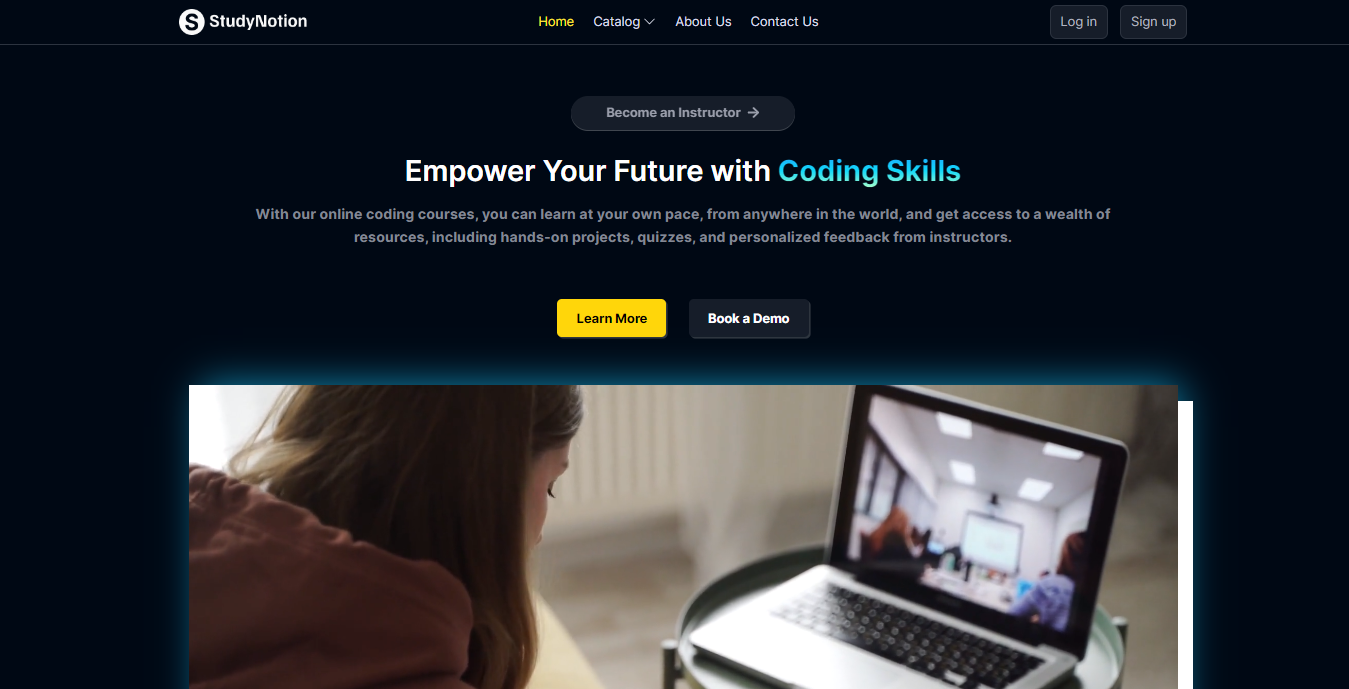 S StudyNotion
Home Catalog About Us Contact Us
Log in Sign up
Become an Instructor →
Empower Your Future with Coding Skills
With our online coding courses, you can learn at your own pace, from anywhere in the world, and get access to a wealth of
resources, including hands-on projects, quizzes, and personalized feedback from instructors.
Learn More Book a Demo